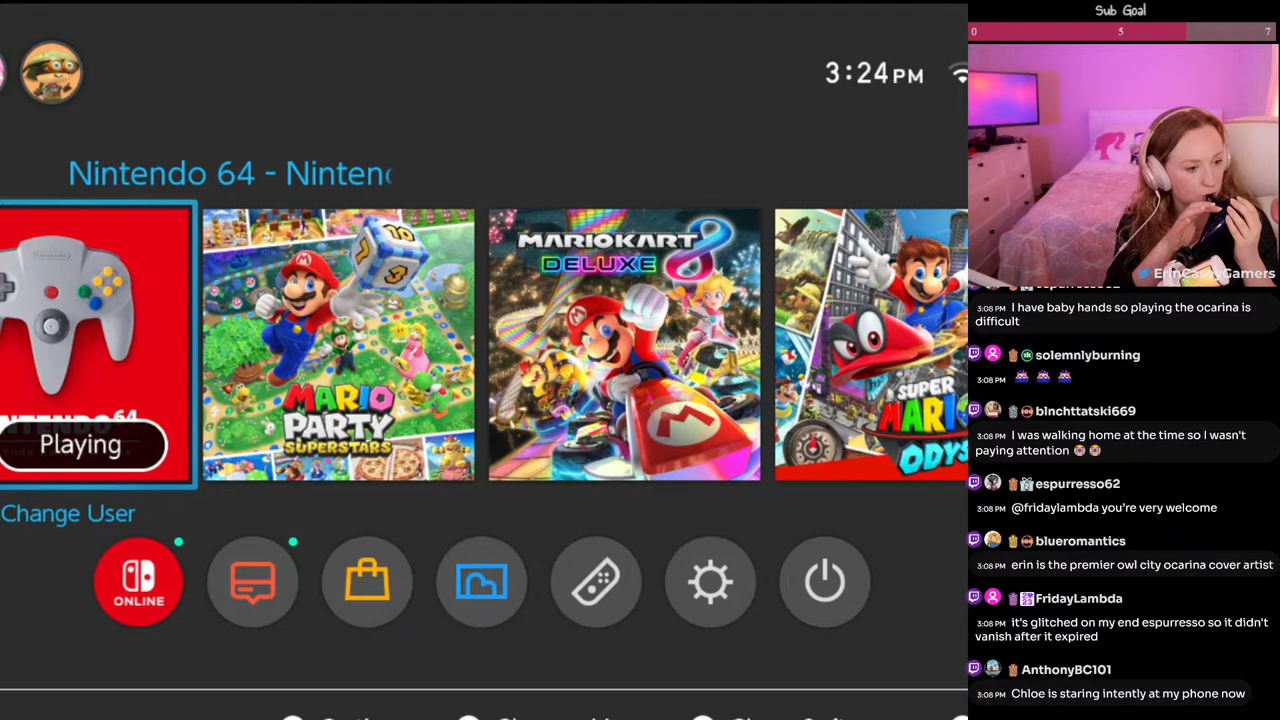 Sub Goal
0 5 7
3:24PM
Nintendo 64 - Ninten
MARIOKART 8
DELUXE
MARIO
PARTY
SUPERSTARS
SUPER
MARIO
ODYS
Playing
Change User
ONLINE
ErinCaseyGamers
3:08 PM I have baby hands so playing the ocarina is
difficult
solemnlyburning
3:08 PM
blnchttatski669
3:08 PM I was walking home at the time so I wasn't
paying attention
espurresso62
3:08 PM @fridaylambda you're very welcome
blueromantics
3:08 PM erin is the premier owl city ocarina cover artist
FridayLambda
3:08 PM it's glitched on my end espurresso so it didn't
vanish after it expired
AnthonyBC101
3:08 PM Chloe is staring intently at my phone now